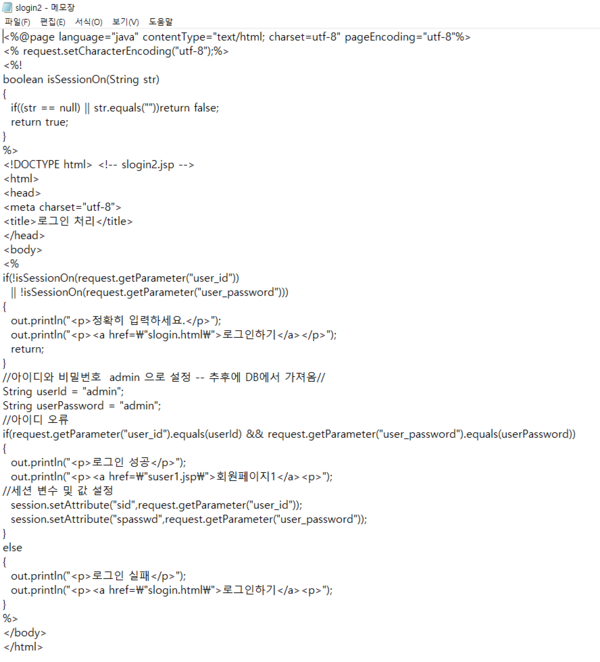 slogin2 - 메모장
파일(F) 편집(E) 서식(O) 보기(V) 도움말
<%@page language="java" contentType="text/html; charset=utf-8" pageEncoding="utf-8"%>
<% request.setCharacterEncoding("utf-8");%>
<%!
boolean isSessionOn(String str)
{
   if((str == null) || str.equals(""))return false;
   return true;
}
%>
<!DOCTYPE html>  <!-- slogin2.jsp -->
<html>
<head>
<meta charset="utf-8">
<title>로그인 처리</title>
</head>
<body>
<%
if(!isSessionOn(request.getParameter("user_id"))
   || !isSessionOn(request.getParameter("user_password")))
{
   out.println("<p>정확히 입력하세요.</p>");
   out.println("<p><a href=₩"slogin.html₩">로그인하기</a></p>");
   return;
}
//아이디와 비밀번호  admin 으로 설정 -- 추후에 DB에서 가져옴//
String userId = "admin";
String userPassword = "admin";
//아이디 오류
if(request.getParameter("user_id").equals(userId) && request.getParameter("user_password").equals(userPassword))
{
   out.println("<p>로그인 성공</p>");
   out.println("<p><a href=₩"suser1.jsp₩">회원페이지1</a><p>");
//세션 변수 및 값 설정
   session.setAttribute("sid",request.getParameter("user_id"));
   session.setAttribute("spasswd",request.getParameter("user_password"));
}
else
{
   out.println("<p>로그인 실패</p>");
   out.println("<p><a href=₩"slogin.html₩">로그인하기</a><p>");
}
%>
</body>
</html>